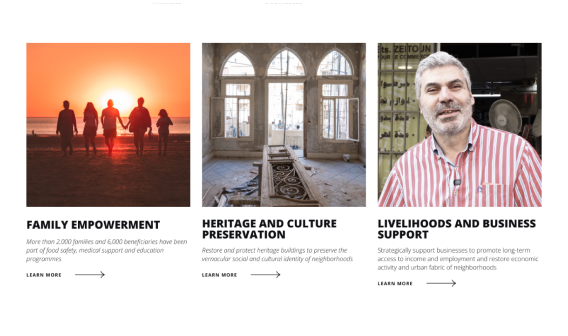 ts. ZEITOUN
FAMILY EMPOWERMENT
More than 2,000 families and 6,000 beneficiaries have been
part of food safety, medical support and education
programmes
LEARN MORE
HERITAGE AND CULTURE
PRESERVATION
Restore and protect heritage buildings to preserve the
vernacular social and cultural identity of neighborhoods
LEARN MORE
LIVELIHOODS AND BUSINESS
SUPPORT
Strategically support businesses to promote long-term
access to income and employment and restore economic
activity and urban fabric of neighborhoods
LEARN MORE